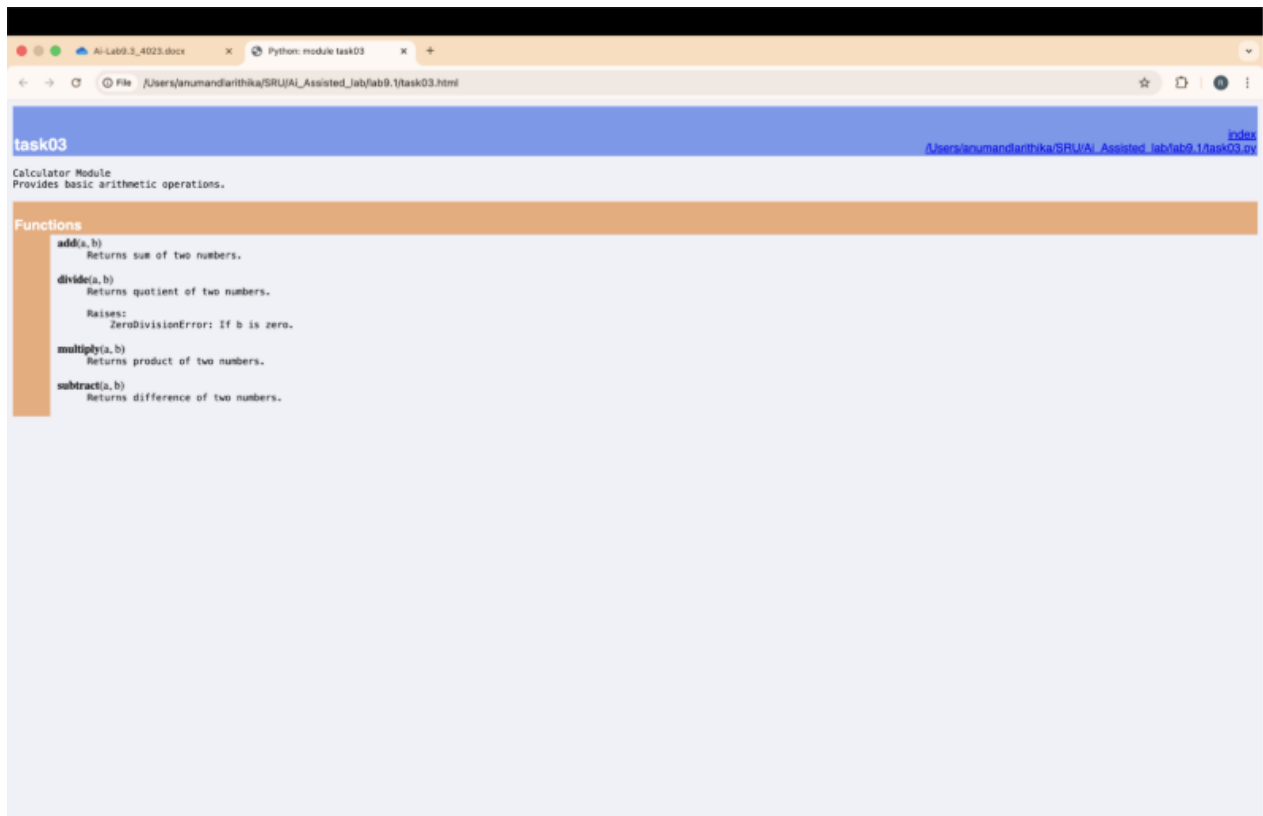 Ai-Lab9.3_4023.docx
Python: module task03
File /Users/anumandlarithika/SRU/Ai_Assisted_lab/lab9.1/task03.html
index
task03
/Users/anumandlarithika/SRU/Ai_Assisted_lab/lab9.1/task03.py
Calculator Module
Provides basic arithmetic operations.
Functions
add(a, b)
Returns sum of two numbers.
divide(a, b)
Returns quotient of two numbers.
Raises:
ZeroDivisionError: If b is zero.
multiply(a, b)
Returns product of two numbers.
subtract(a, b)
Returns difference of two numbers.